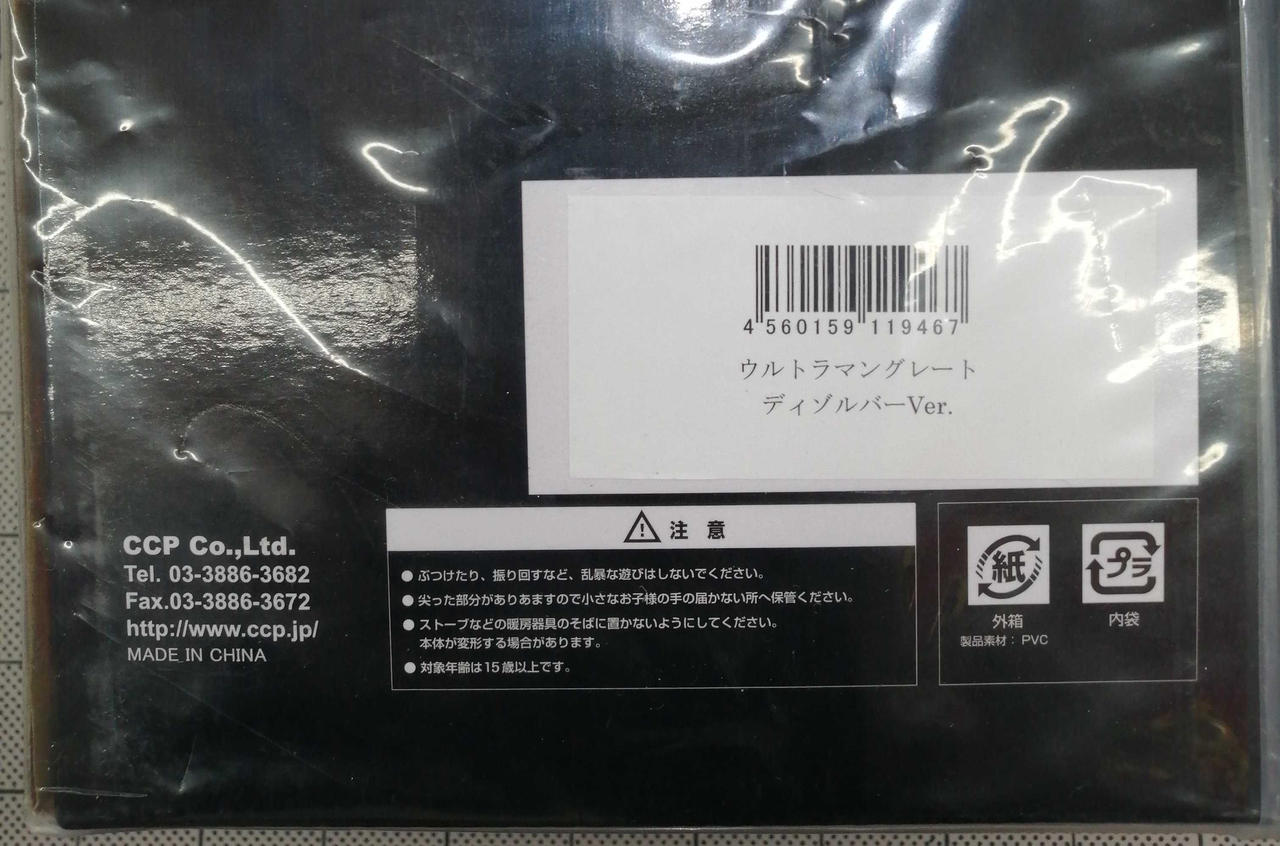 4 560159 119467
ウルトラマングレート
ディゾルバーVer.
CCP Co.,Ltd.
Tel. 03-3886-3682
Fax.03-3886-3672
http://www.ccp.jp/
MADE IN CHINA
注 意
● ぶつけたり、振り回すなど、乱暴な遊びはしないでください。
● 尖った部分がありあますので小さなお子様の手の届かない所へ保管ください。
● ストーブなどの暖房器具のそばに置かないようにしてください。
本体が変形する場合があります。
● 対象年齢は15歳以上です。
紙
外箱
製品素材： PVC
プラ
内袋